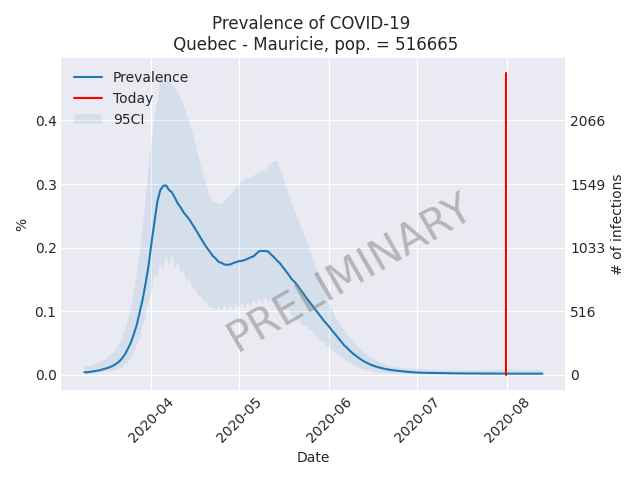 Prevalence of COVID-19
Quebec - Mauricie, pop. = 516665
Prevalence
Today
95CI
0.4
0.3
0.2
0.1
0.0
%
2066
1549
1033
516
0
# of infections
PRELIMINARY
2020-04
2020-05
2020-06
2020-07
2020-08
Date